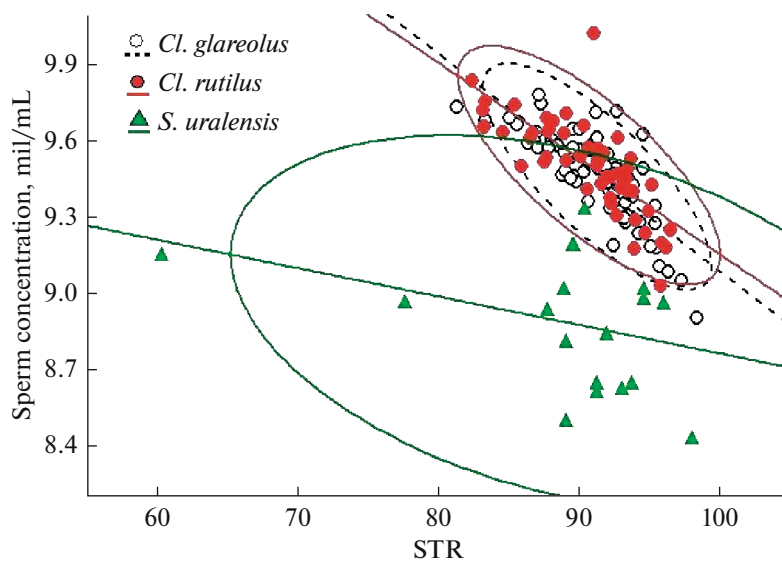 Sperm concentration, mil/mL
9.9
9.6
9.3
9.0
8.7
8.4
Cl. glareolus
Cl. rutilus
S. uralensis
60 70 80 90 100
STR